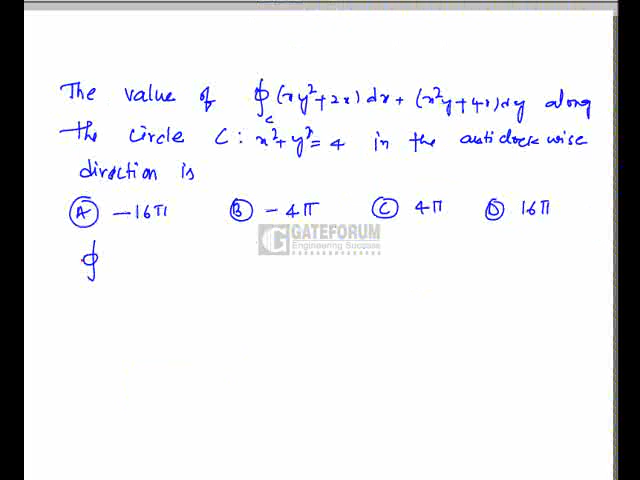 The value of ∮c (xy²+2x) dx + (x²y+4x) dy along
the circle C: x²+y²=4 in the anticlockwise
direction is
(A) -16π (B) -4π (C) 4π (D) 16π
GATEFORUM
Engineering Success
∮